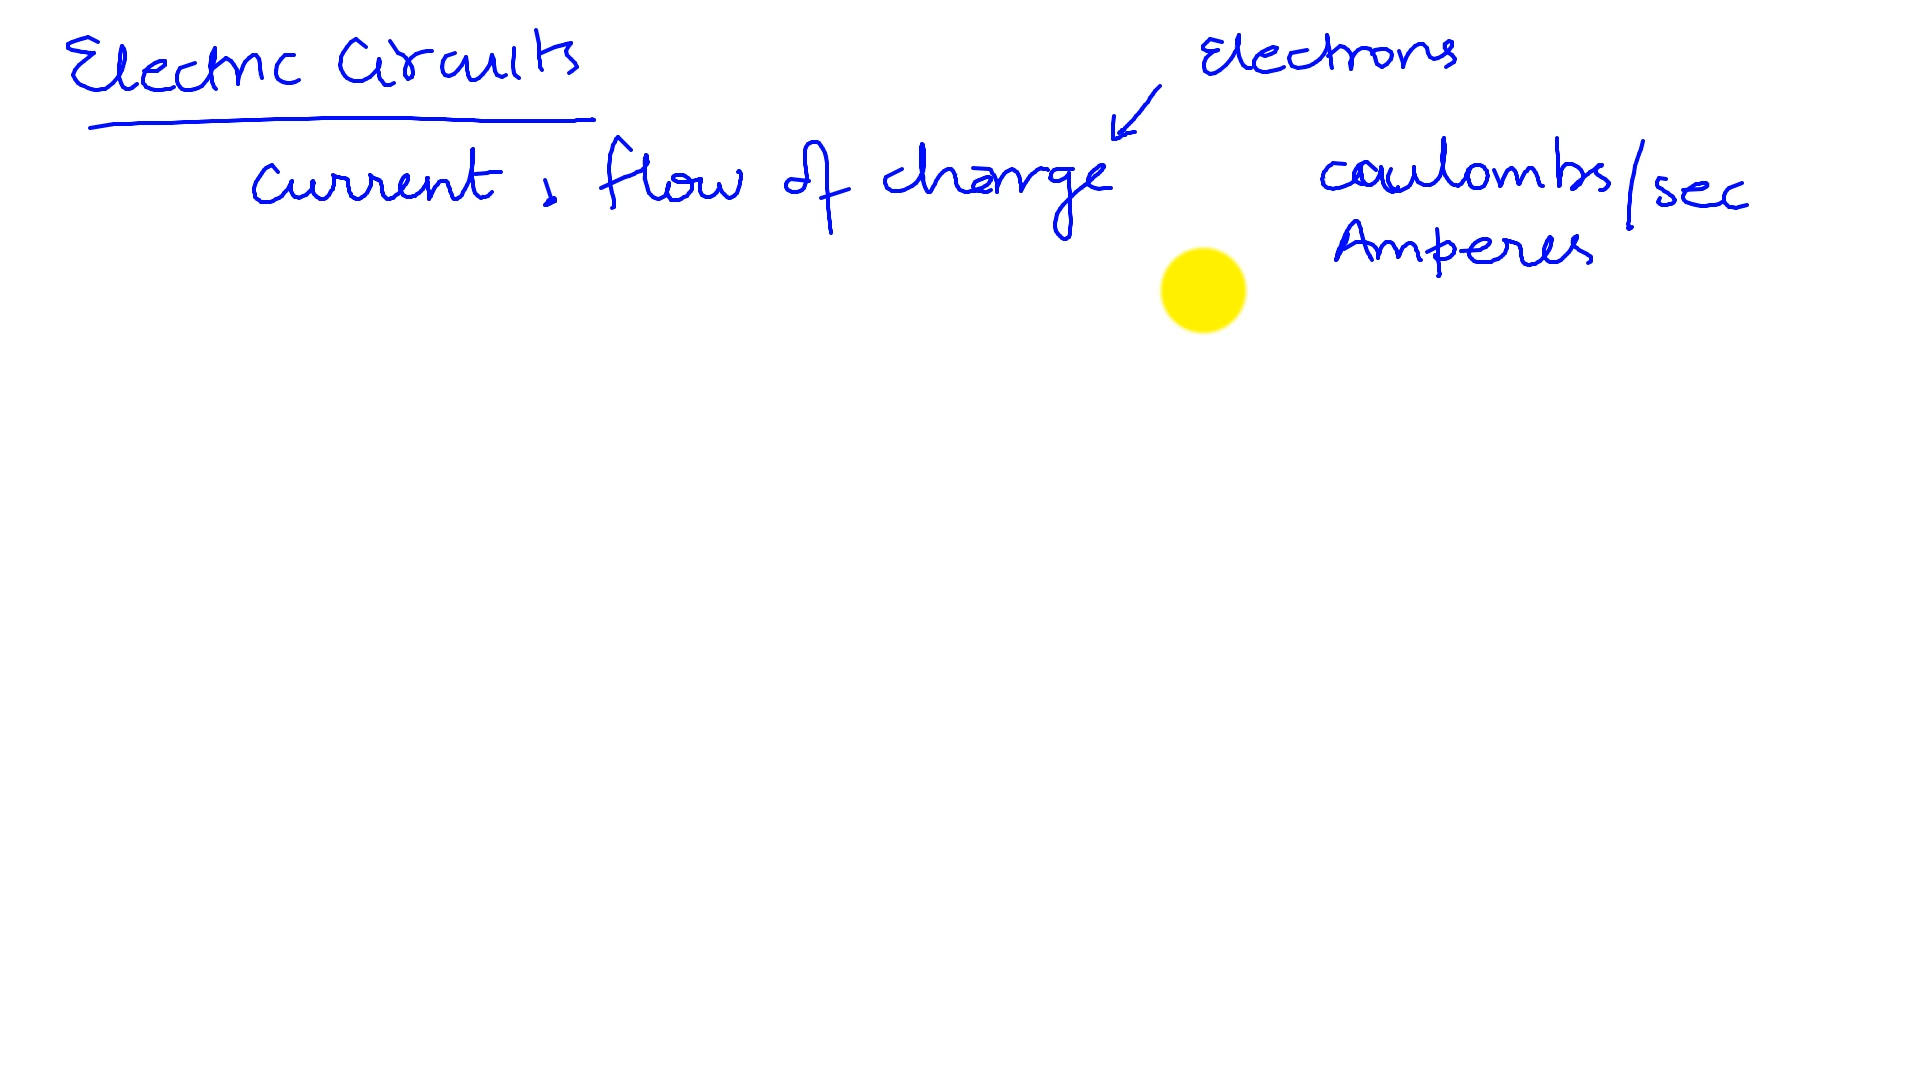 Electric Circuits
Electrons
current, flow of charge
coulombs/sec
Amperes